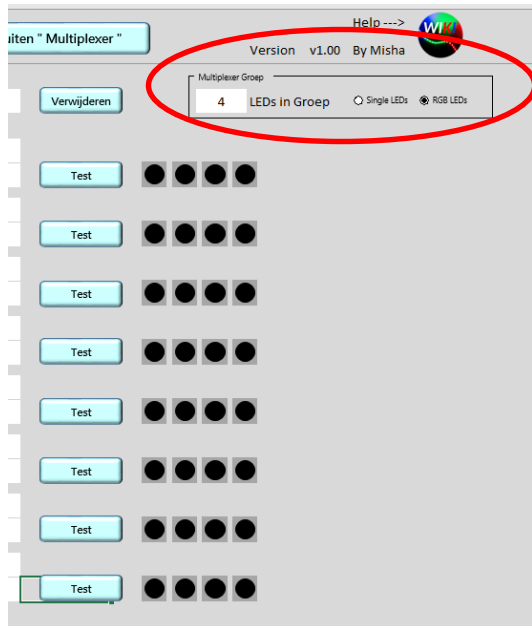 Help --->
WIKI
uiten " Multiplexer "
Version v1.00 By Misha
Multiplexer Groep
Verwijderen
4 LEDs in Groep Single LEDs RGB LEDs
Test
Test
Test
Test
Test
Test
Test
Test